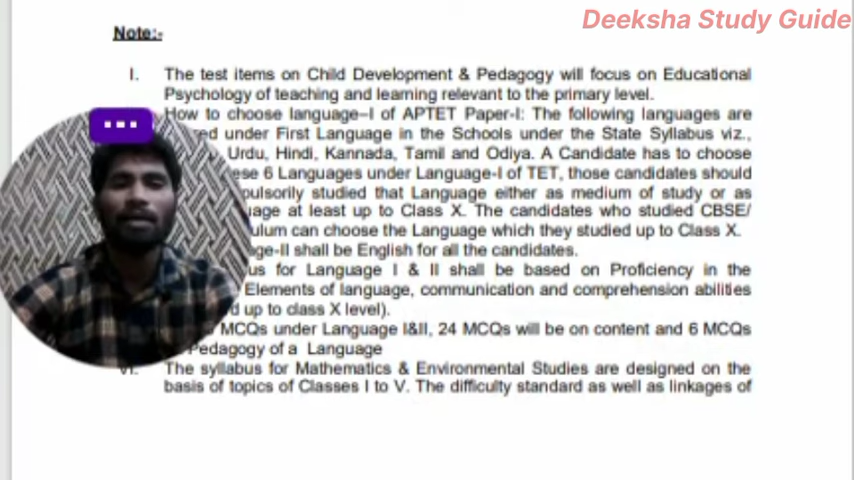 Deeksha Study Guide
Note:-
I. The test items on Child Development & Pedagogy will focus on Educational
Psychology of teaching and learning relevant to the primary level.
How to choose language–I of APTET Paper-I: The following languages are
under First Language in the Schools under the State Syllabus viz.,
Urdu, Hindi, Kannada, Tamil and Odiya. A Candidate has to choose
6 Languages under Language-I of TET, those candidates should
studied that Language either as medium of study or as
at least up to Class X. The candidates who studied CBSE/
can choose the Language which they studied up to Class X.
shall be English for all the candidates.
for Language I & II shall be based on Proficiency in the
Elements of language, communication and comprehension abilities
up to class X level).
MCQs under Language I&II, 24 MCQs will be on content and 6 MCQs
Pedagogy of a Language
VI. The syllabus for Mathematics & Environmental Studies are designed on the
basis of topics of Classes I to V. The difficulty standard as well as linkages of